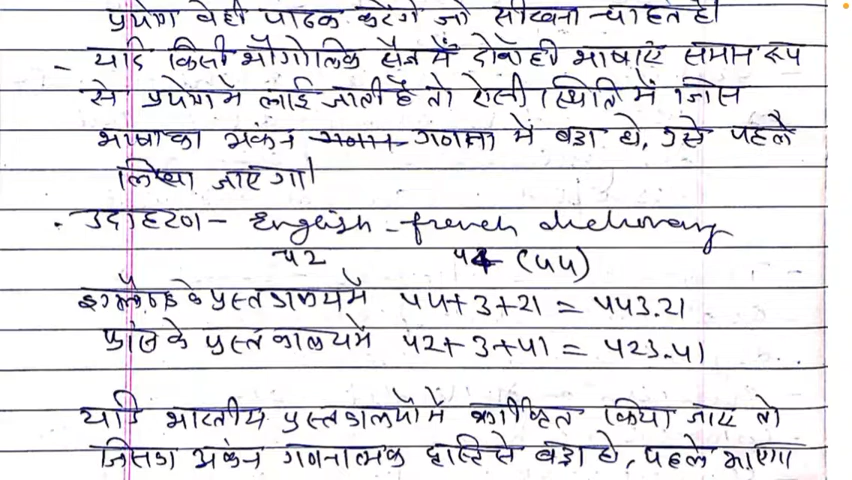 प्रयोग वही पाठक करेंगे जो सीखना चाहते हैं।
- यदि किसी भौगोलिक क्षेत्र में दोनों ही भाषाएं समान रूप
से प्रयोग में लाई जाती है तो ऐसी स्थिति में जिस
भाषा का अंकन गणना में बड़ा हो, उसे पहले
लिखा जाएगा।
. उदाहरण - English - french dictionary
42 44 (44)
इंग्लैण्ड के पुस्तकालय में 44+3+21 = 443.21
फ्रांस के पुस्तकालय में 42+3+41 = 423.41
यदि भारतीय पुस्तकालयों में वर्गीकृत किया जाए तो
जिसका अंकन गणनात्मक दृष्टि से बड़ा है, पहले आएगा